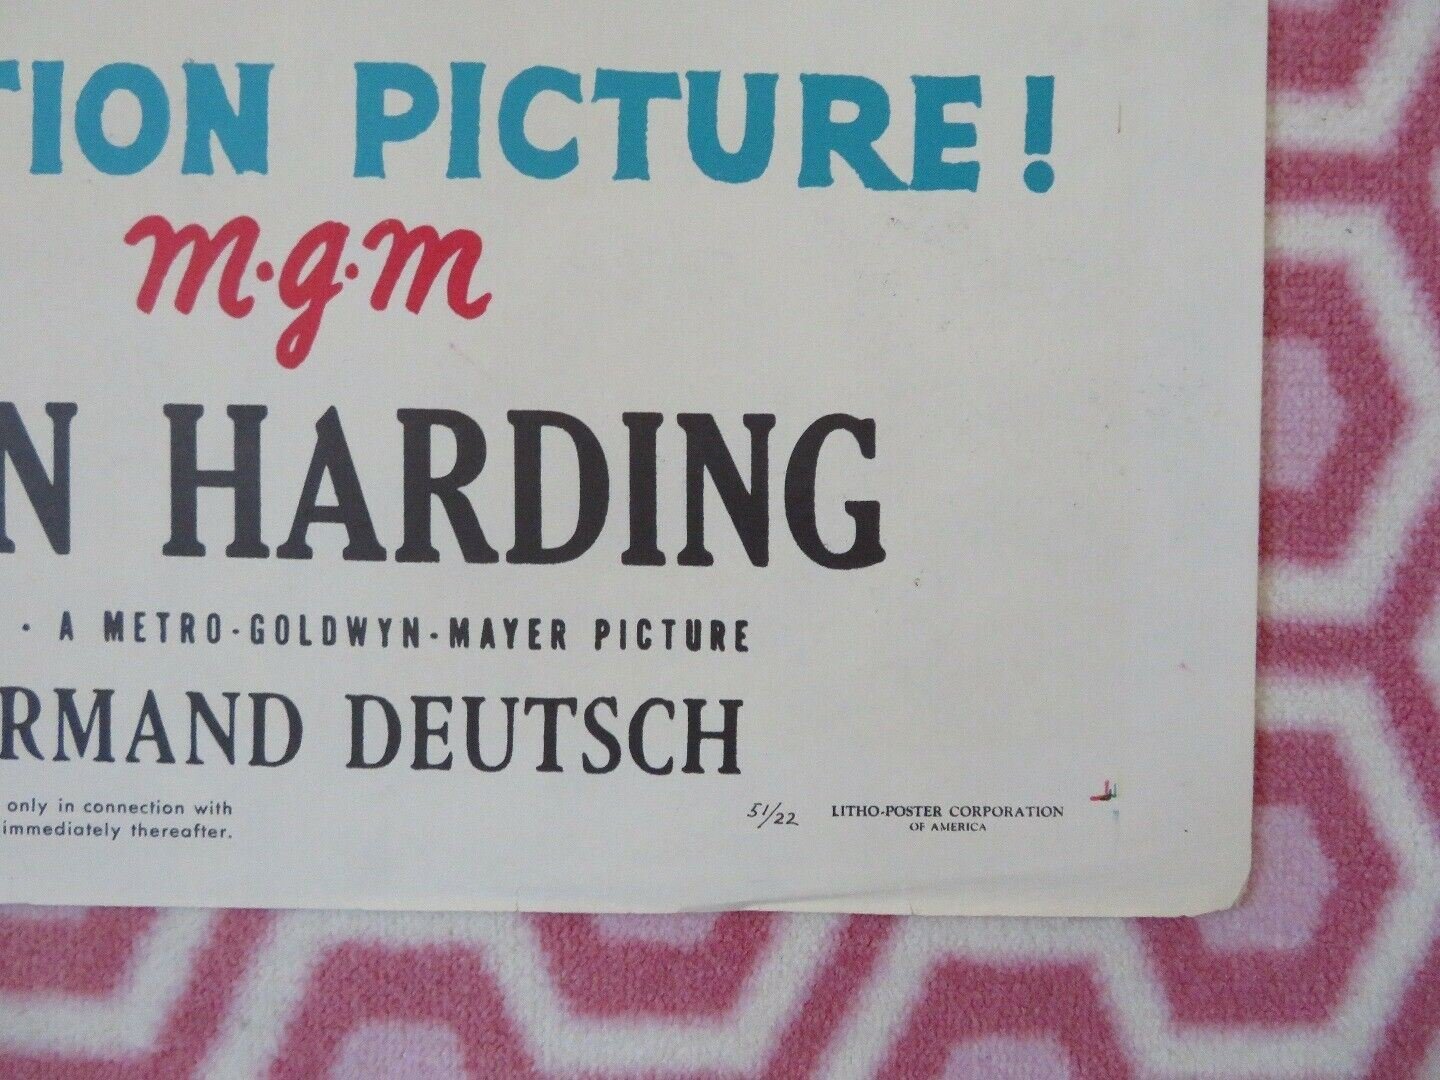 TION PICTURE!
m·g·m
N HARDING
· A METRO-GOLDWYN-MAYER PICTURE
RMAND DEUTSCH
only in connection with
immediately thereafter.
51/22 LITHO-POSTER CORPORATION
OF AMERICA